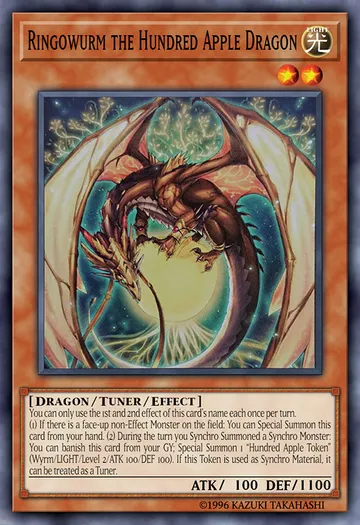 RINGOWURM THE HUNDRED APPLE DRAGON
LIGHT
光
[DRAGON/TUNER/EFFECT]
You can only use the 1st and 2nd effect of this card's name each once per turn.
(1) If there is a face-up non-Effect Monster on the field: You can Special Summon this
card from your hand. (2) During the turn you Synchro Summoned a Synchro Monster:
You can banish this card from your GY; Special Summon 1 "Hundred Apple Token"
(Wyrm/LIGHT/Level 2/ATK 100/DEF 100). If this Token is used as Synchro Material, it
can be treated as a Tuner.
ATK/ 100 DEF/1100
©1996 KAZUKI TAKAHASHI